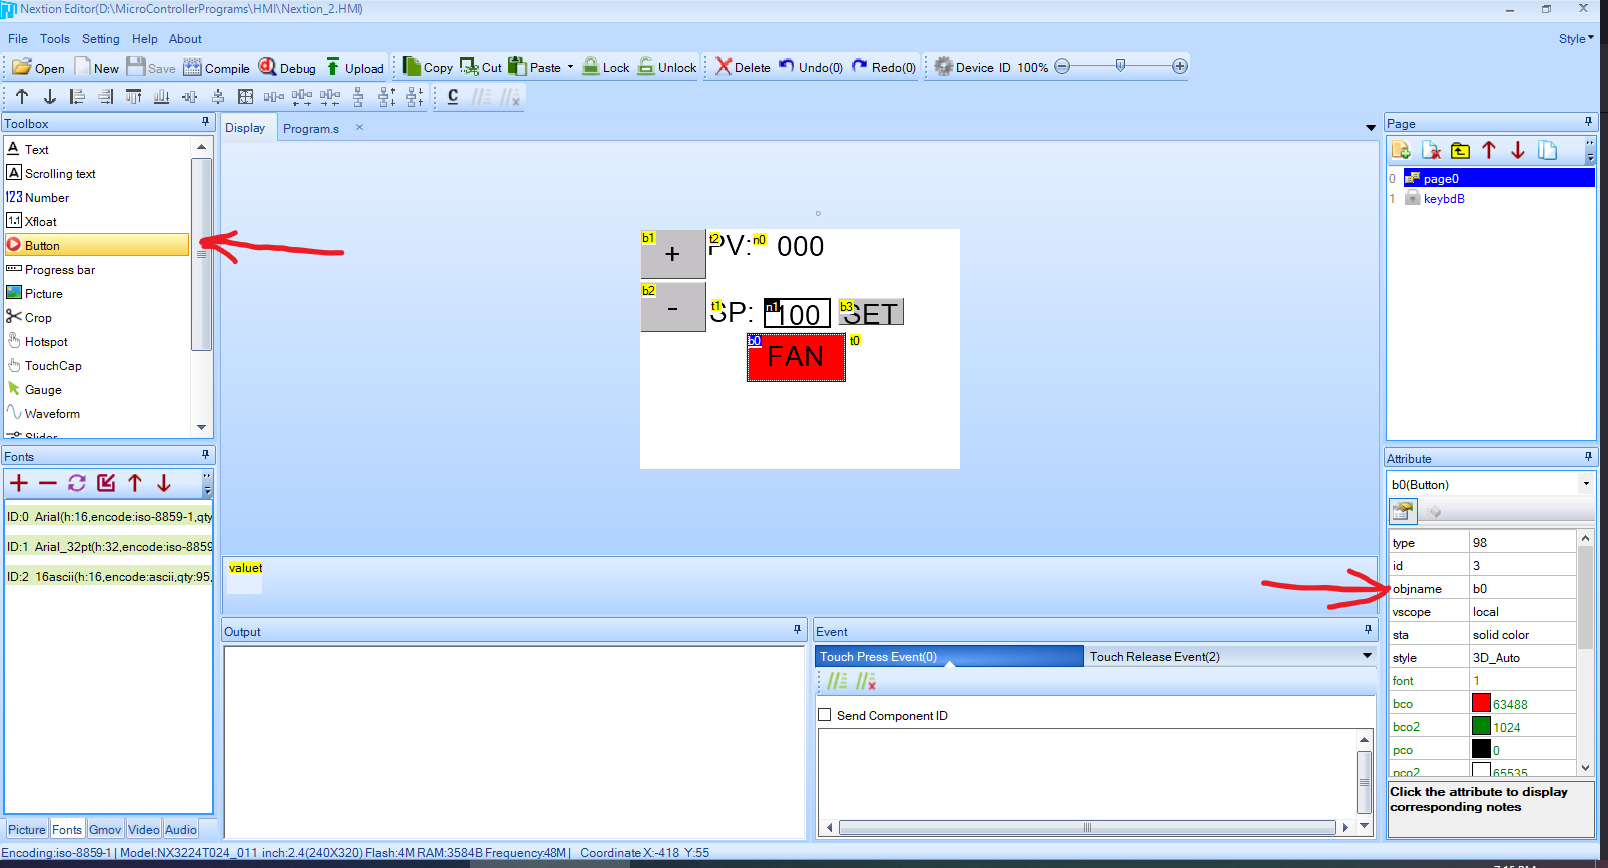 Nextion Editor(D:\MicroControllerPrograms\HMI\Nextion_2.HMI)
File Tools Setting Help About
Style
Open New Save Compile Debug Upload Copy Cut Paste Lock Unlock Delete Undo(0) Redo(0) Device ID 100%
C
Toolbox
A Text
A Scrolling text
123 Number
1.1 Xfloat
Button
Progress bar
Picture
Crop
Hotspot
TouchCap
Gauge
Waveform
Slider
Fonts
ID:0 Arial(h:16,encode:iso-8859-1,qty
ID:1 Arial_32pt(h:32,encode:iso-8859
ID:2 16ascii(h:16,encode:ascii,qty:95,
Picture Fonts Gmov Video Audio
Display Program.s
b1 + t2 PV: n0 000
b2 - t1 SP: n1 100 b3 SET
b0 FAN t0
valuet
Output
Event
Touch Press Event(0) Touch Release Event(2)
Send Component ID
Page
0 page0
1 keybdB
Attribute
b0(Button)
type 98
id 3
objname b0
vscope local
sta solid color
style 3D_Auto
font 1
bco 63488
bco2 1024
pco 0
pco2 65535
Click the attribute to display
corresponding notes
Encoding:iso-8859-1 | Model:NX3224T024_011 inch:2.4(240X320) Flash:4M RAM:3584B Frequency:48M | Coordinate X:-418 Y:55
7:15 PM